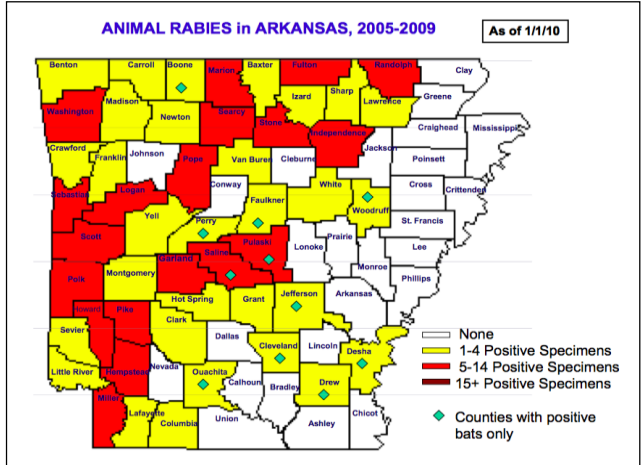 ANIMAL RABIES in ARKANSAS, 2005-2009
As of 1/1/10
Benton Carroll Boone Marion Baxter Fulton Randolph Clay
Washington Madison Newton Searcy Stone Izard Sharp Lawrence Greene
Independence Craighead Mississippi
Crawford Franklin Johnson Pope Van Buren Cleburne Jackson Poinsett
Sebastian Logan Conway Faulkner White Woodruff Cross Crittenden
Yell Perry St. Francis
Scott Garland Saline Pulaski Lonoke Prairie Lee
Monroe Phillips
Polk Montgomery Hot Spring Grant Jefferson Arkansas
Howard Pike Clark
Sevier Dallas Cleveland Lincoln Desha
Little River Hempstead Nevada Ouachita Calhoun Bradley Drew
Miller Lafayette Columbia Union Ashley Chicot
None
1-4 Positive Specimens
5-14 Positive Specimens
15+ Positive Specimens
Counties with positive
bats only